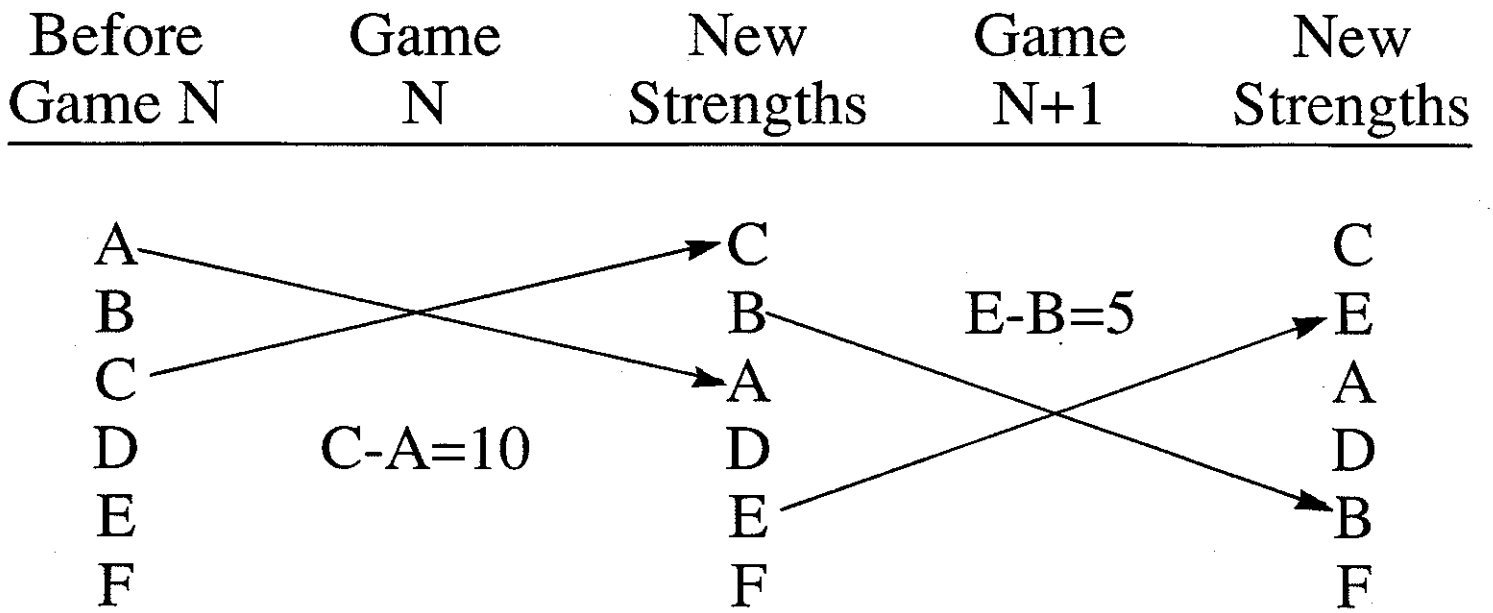 Before Game New Game New
Game N N Strengths N+1 Strengths
A C C
B B E-B=5 E
C A A
D C-A=10 D D
E E B
F F F